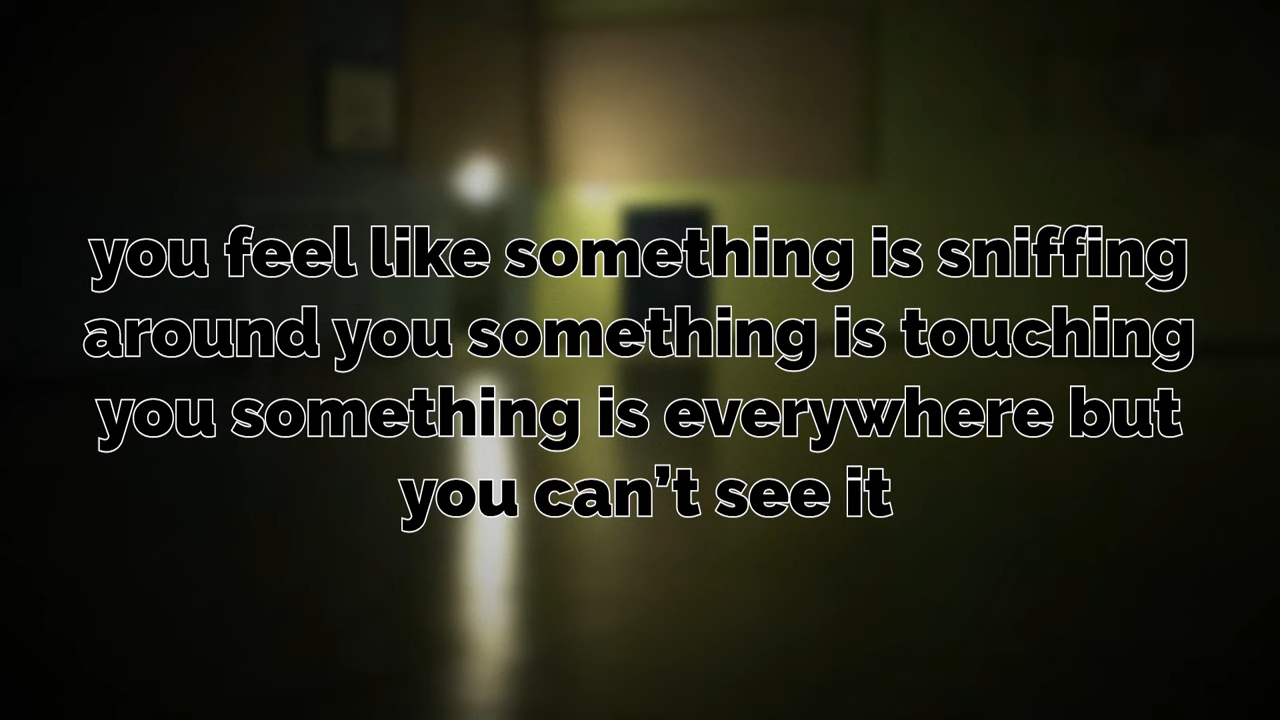 you feel like something is sniffing
around you something is touching
you something is everywhere but
you can’t see it